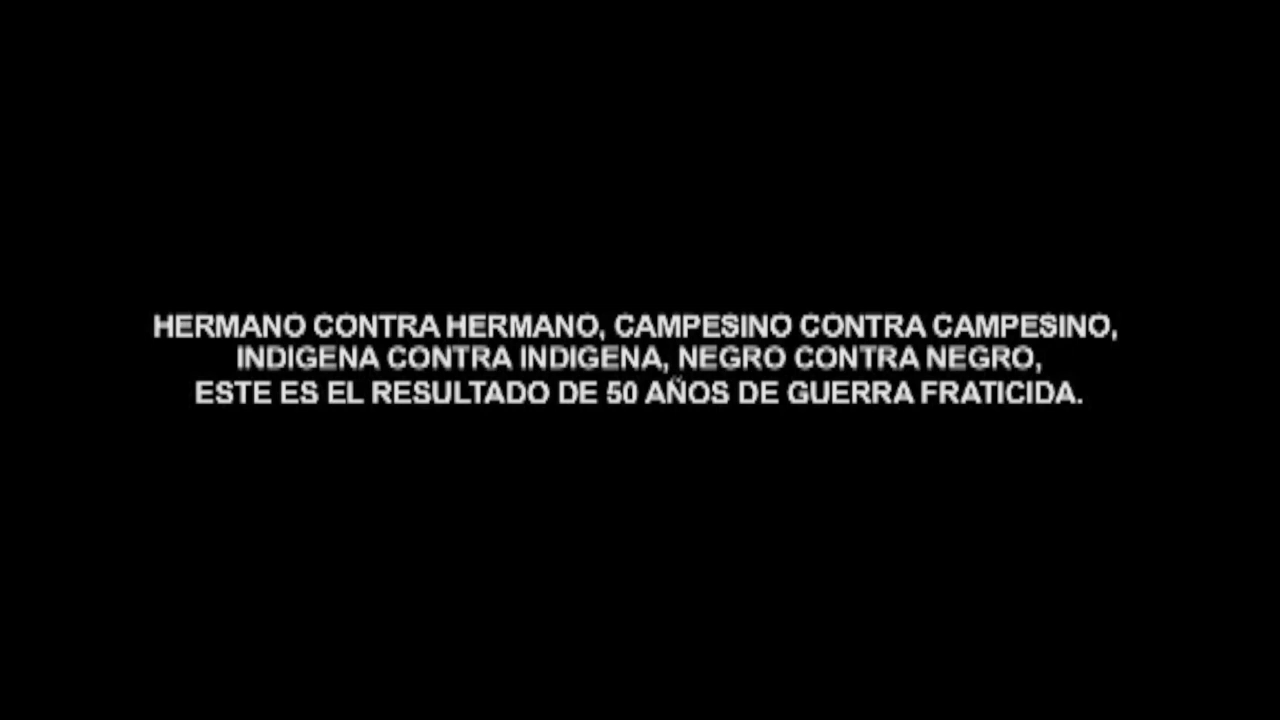 HERMANO CONTRA HERMANO, CAMPESINO CONTRA CAMPESINO,
INDIGENA CONTRA INDIGENA, NEGRO CONTRA NEGRO,
ESTE ES EL RESULTADO DE 50 AÑOS DE GUERRA FRATICIDA.